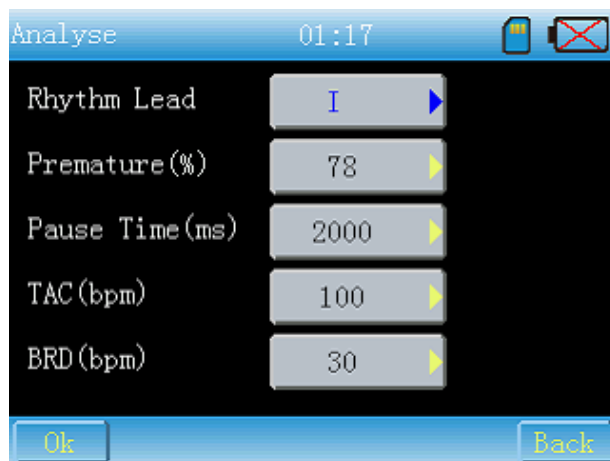 Analyse 01:17
Rhythm Lead I
Premature(%) 78
Pause Time(ms) 2000
TAC(bpm) 100
BRD(bpm) 30
Ok Back